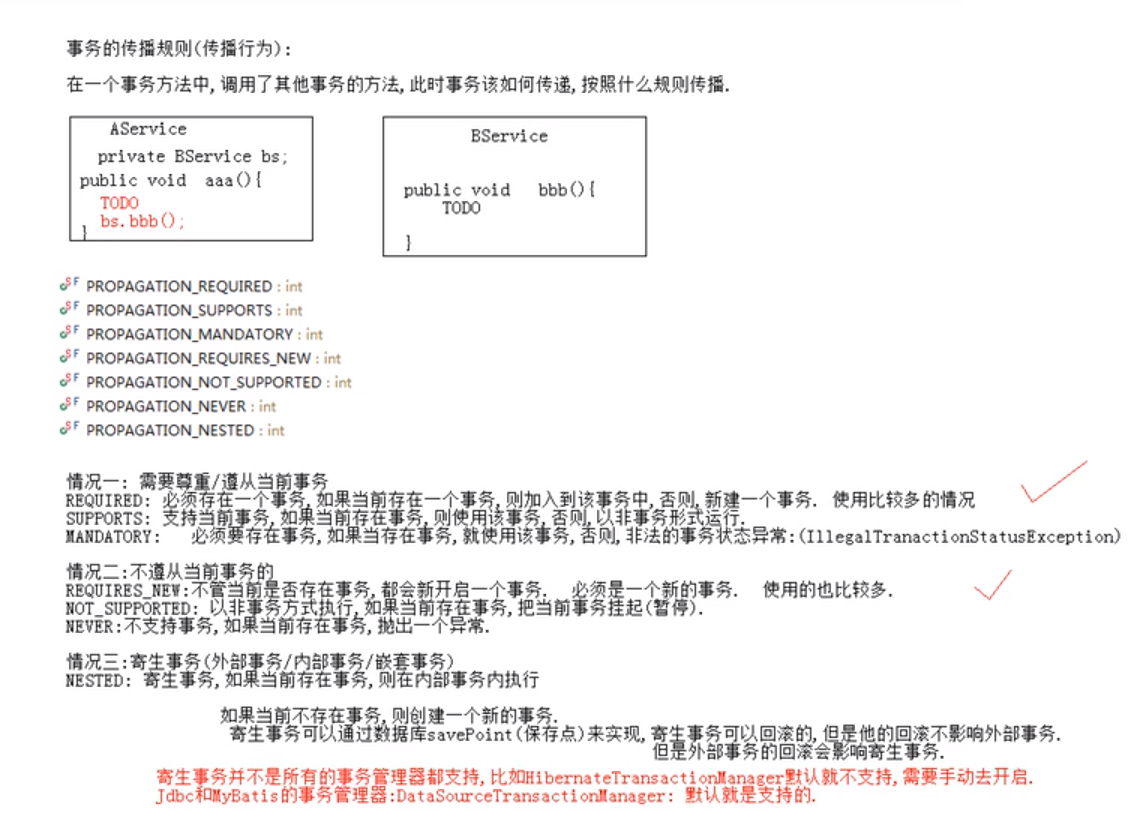 事务的传播规则(传播行为):
在一个事务方法中,调用了其他事务的方法,此时事务该如何传递,按照什么规则传播.
AService
private BService bs;
public void aaa(){
TODO
bs.bbb();
}
BService
public void bbb(){
TODO
}
PROPAGATION_REQUIRED : int
PROPAGATION_SUPPORTS : int
PROPAGATION_MANDATORY : int
PROPAGATION_REQUIRES_NEW : int
PROPAGATION_NOT_SUPPORTED : int
PROPAGATION_NEVER : int
PROPAGATION_NESTED : int
情况一: 需要尊重/遵从当前事务
REQUIRED: 必须存在一个事务,如果当前存在一个事务,则加入到该事务中,否则,新建一个事务. 使用比较多的情况
SUPPORTS: 支持当前事务,如果当前存在事务,则使用该事务,否则,以非事务形式运行.
MANDATORY: 必须要存在事务,如果当存在事务,就使用该事务,否则,非法的事务状态异常:(IllegalTranactionStatusException)
情况二:不遵从当前事务的
REQUIRES_NEW:不管当前是否存在事务,都会新开启一个事务. 必须是一个新的事务. 使用的也比较多.
NOT_SUPPORTED: 以非事务方式执行,如果当前存在事务,把当前事务挂起(暂停).
NEVER:不支持事务,如果当前存在事务,抛出一个异常.
情况三:寄生事务(外部事务/内部事务/嵌套事务)
NESTED: 寄生事务,如果当前存在事务,则在内部事务内执行
如果当前不存在事务,则创建一个新的事务.
寄生事务可以通过数据库savePoint(保存点)来实现,寄生事务可以回滚的,但是他的回滚不影响外部事务.
但是外部事务的回滚会影响寄生事务.
寄生事务并不是所有的事务管理器都支持,比如HibernateTransactionManager默认就不支持,需要手动去开启.
Jdbc和MyBatis的事务管理器:DataSourceTransactionManager: 默认就是支持的.